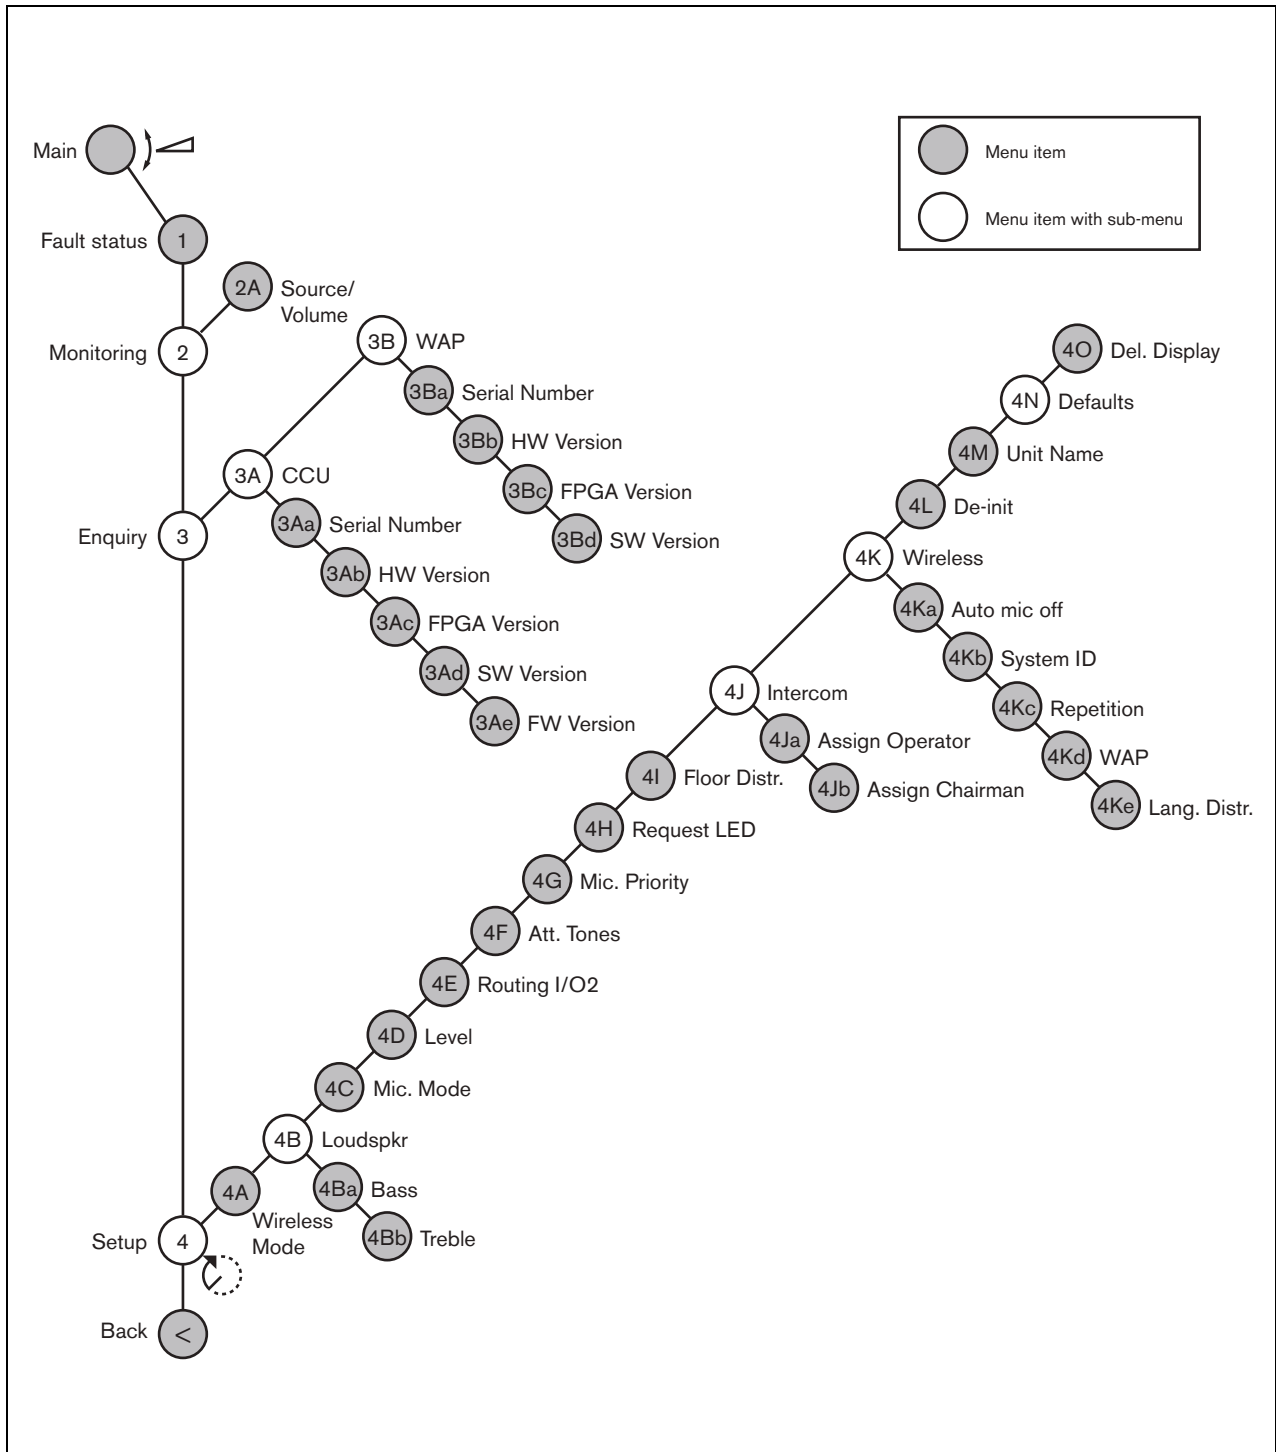 Main
Menu item
Menu item with sub-menu
Fault status 1
2A Source/
Volume
Monitoring 2
3B WAP
3Ba Serial Number
3Bb HW Version
3Bc FPGA Version
3Bd SW Version
3A CCU
3Aa Serial Number
3Ab HW Version
3Ac FPGA Version
3Ad SW Version
3Ae FW Version
Enquiry 3
4O Del. Display
4N Defaults
4M Unit Name
4L De-init
4K Wireless
4Ka Auto mic off
4Kb System ID
4Kc Repetition
4Kd WAP
4Ke Lang. Distr.
4J Intercom
4Ja Assign Operator
4Jb Assign Chairman
4I Floor Distr.
4H Request LED
4G Mic. Priority
4F Att. Tones
4E Routing I/O2
4D Level
4C Mic. Mode
4B Loudspkr
4Ba Bass
4Bb Treble
4A Wireless
Mode
Setup 4
Back <